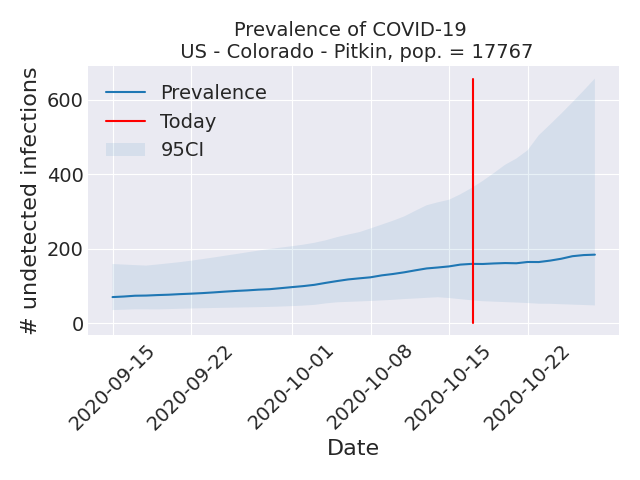 Prevalence of COVID-19
US - Colorado - Pitkin, pop. = 17767
# undetected infections
600
400
200
0
Prevalence
Today
95CI
2020-09-15
2020-09-22
2020-10-01
2020-10-08
2020-10-15
2020-10-22
Date